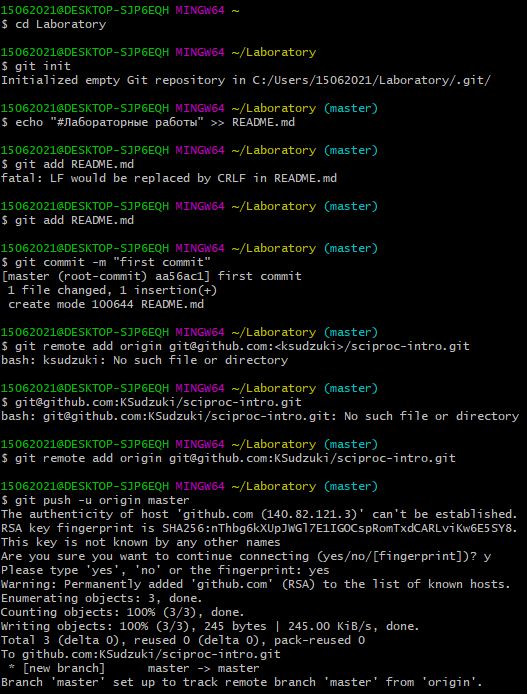 15062021@DESKTOP-SJP6EQH MINGW64 ~
$ cd Laboratory
15062021@DESKTOP-SJP6EQH MINGW64 ~/Laboratory
$ git init
Initialized empty Git repository in C:/Users/15062021/Laboratory/.git/
15062021@DESKTOP-SJP6EQH MINGW64 ~/Laboratory (master)
$ echo "#Лабораторные работы" >> README.md
15062021@DESKTOP-SJP6EQH MINGW64 ~/Laboratory (master)
$ git add README.md
fatal: LF would be replaced by CRLF in README.md
15062021@DESKTOP-SJP6EQH MINGW64 ~/Laboratory (master)
$ git add README.md
15062021@DESKTOP-SJP6EQH MINGW64 ~/Laboratory (master)
$ git commit -m "first commit"
[master (root-commit) aa56ac1] first commit
1 file changed, 1 insertion(+)
create mode 100644 README.md
15062021@DESKTOP-SJP6EQH MINGW64 ~/Laboratory (master)
$ git remote add origin git@github.com:<ksudzuki>/sciproc-intro.git
bash: ksudzuki: No such file or directory
15062021@DESKTOP-SJP6EQH MINGW64 ~/Laboratory (master)
$ git@github.com:KSudzuki/sciproc-intro.git
bash: git@github.com:KSudzuki/sciproc-intro.git: No such file or directory
15062021@DESKTOP-SJP6EQH MINGW64 ~/Laboratory (master)
$ git remote add origin git@github.com:KSudzuki/sciproc-intro.git
15062021@DESKTOP-SJP6EQH MINGW64 ~/Laboratory (master)
$ git push -u origin master
The authenticity of host 'github.com (140.82.121.3)' can't be established.
RSA key fingerprint is SHA256:nThbg6kXUpJWGl7E1IGOCspRomTxdCARLviKw6E5SY8.
This key is not known by any other names
Are you sure you want to continue connecting (yes/no/[fingerprint])? y
Please type 'yes', 'no' or the fingerprint: yes
Warning: Permanently added 'github.com' (RSA) to the list of known hosts.
Enumerating objects: 3, done.
Counting objects: 100% (3/3), done.
Writing objects: 100% (3/3), 245 bytes | 245.00 KiB/s, done.
Total 3 (delta 0), reused 0 (delta 0), pack-reused 0
To github.com:KSudzuki/sciproc-intro.git
* [new branch] master -> master
Branch 'master' set up to track remote branch 'master' from 'origin'.